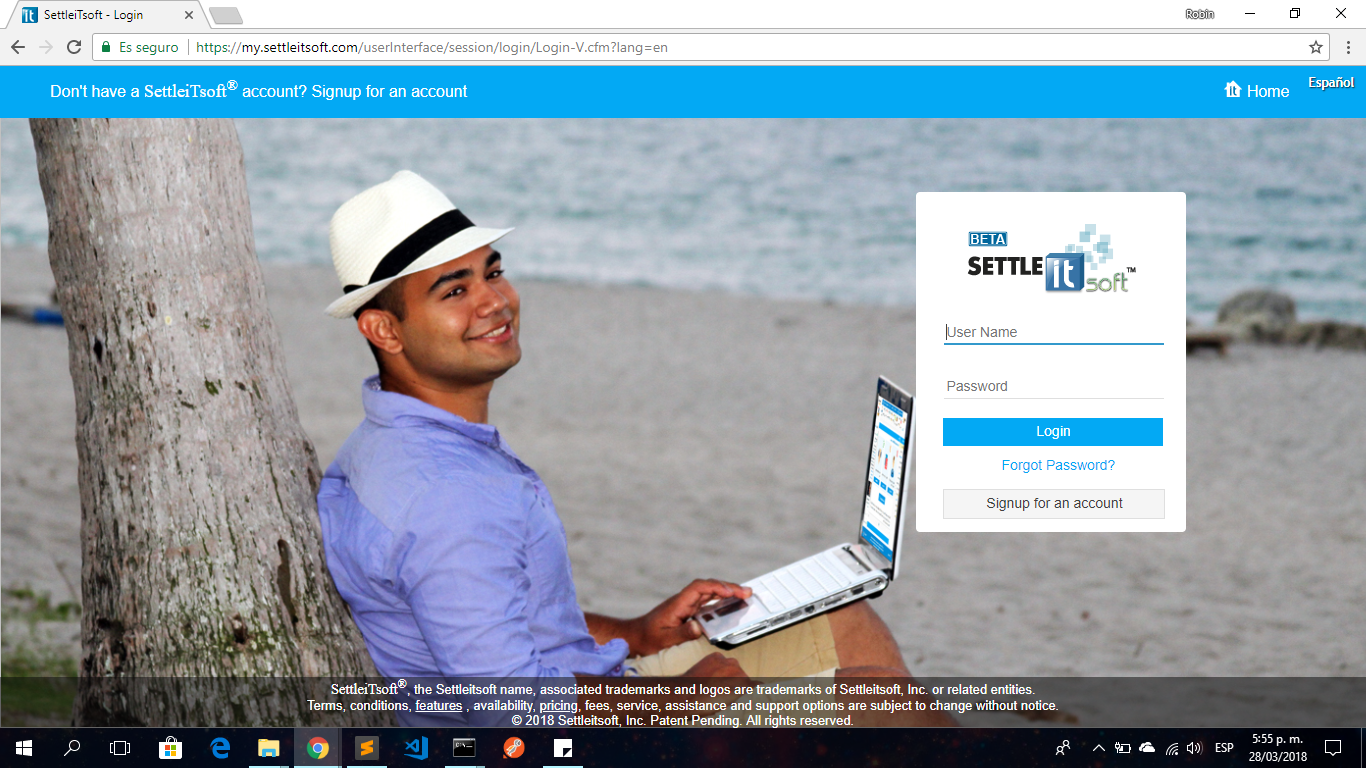 SettleiTsoft - Login
Robin
Es seguro
https://my.settleitsoft.com/userInterface/session/login/Login-V.cfm?lang=en
Don't have a SettleiTsoft® account? Signup for an account
it Home
Español
BETA
SETTLE it soft™
User Name
Password
Login
Forgot Password?
Signup for an account
SettleiTsoft®, the Settleitsoft name, associated trademarks and logos are trademarks of Settleitsoft, Inc. or related entities.
Terms, conditions, features , availability, pricing, fees, service, assistance and support options are subject to change without notice.
© 2018 Settleitsoft, Inc. Patent Pending. All rights reserved.
ESP
5:55 p. m.
28/03/2018